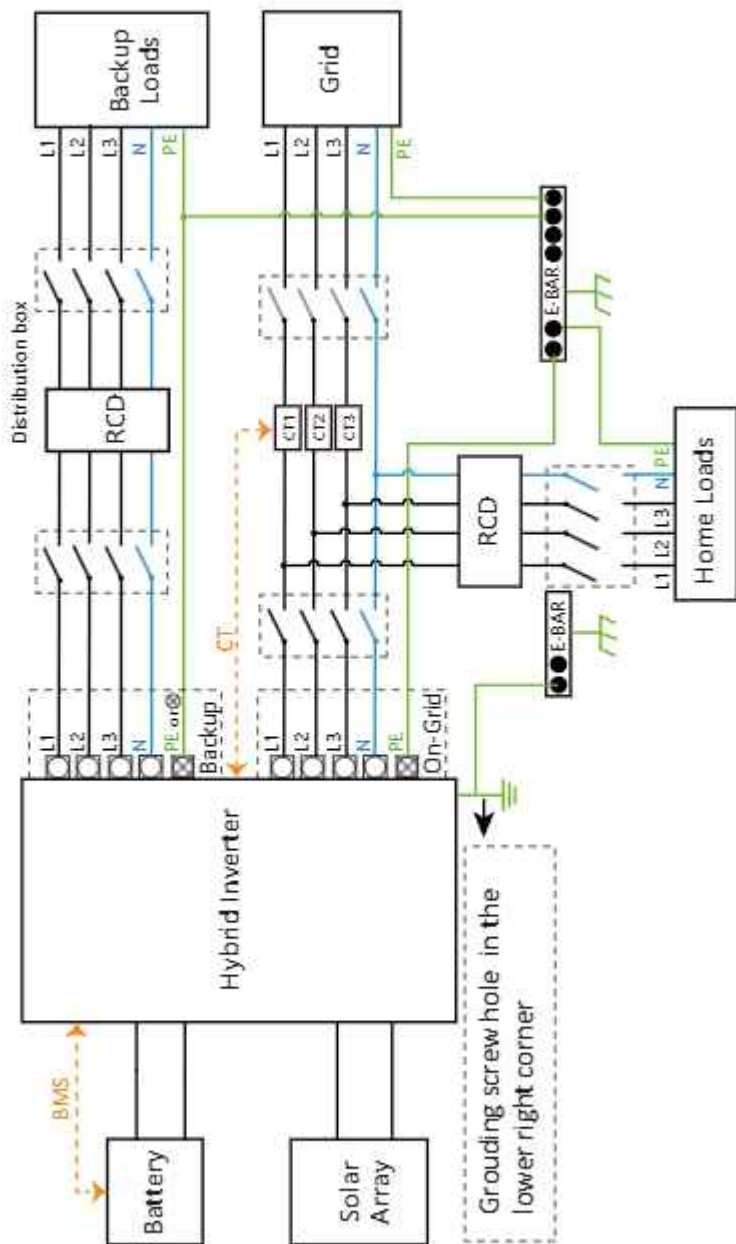 Distribution box
BMS
Battery
Solar
Array
Hybrid Inverter
L1
L2
L3
N
PE or⊗
Backup
RCD
L1
L2
L3
N
PE
Backup
Loads
CT
L1
L2
L3
N
PE
On-Grid
CT1
CT2
CT3
L1
L2
L3
N
PE
Grid
RCD
E-BAR
E-BAR
L1
L2
L3
N
PE
Home Loads
Grouding screw hole in the
lower right corner